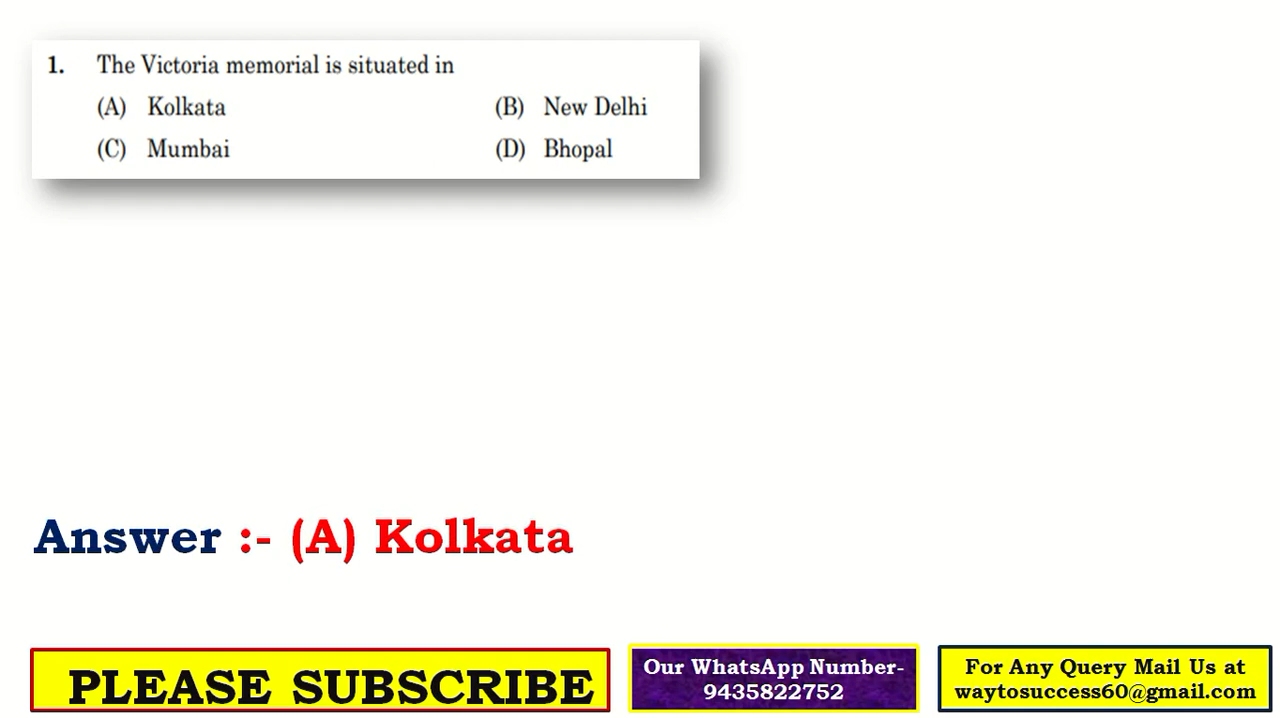 1. The Victoria memorial is situated in
(A) Kolkata (B) New Delhi
(C) Mumbai (D) Bhopal
Answer :- (A) Kolkata
PLEASE SUBSCRIBE
Our WhatsApp Number-
9435822752
For Any Query Mail Us at
waytosuccess60@gmail.com